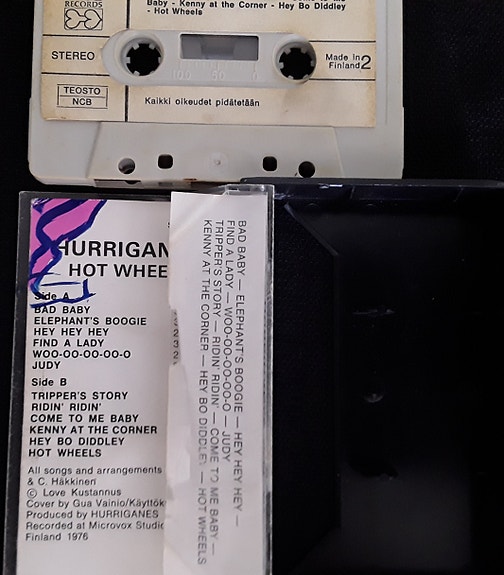 RECORDS
Baby - Kenny at the Corner - Hey Bo Diddley
- Hot Wheels
STEREO
100 50 0
Made in
Finland 2
TEOSTO
NCB
Kaikki oikeudet pidätetään
HURRIGAN
HOT WHEE
Side A
BAD BABY
ELEPHANT'S BOOGIE
HEY HEY HEY
FIND A LADY
WOO-OO-OO-OO-O
JUDY
Side B
TRIPPER'S STORY
RIDIN' RIDIN'
COME TO ME BABY
KENNY AT THE CORNER
HEY BO DIDDLEY
HOT WHEELS
All songs and arrangements
& C. Häkkinen
© Love Kustannus
Cover by Gua Vainio/Käyttök
Produced by HURRIGANES
Recorded at Microvox Studio
Finland 1976
BAD BABY — ELEPHANT'S BOOGIE — HEY HEY HEY —
FIND A LADY — WOO-OO-OO-OO-O — JUDY
TRIPPER'S STORY — RIDIN' RIDIN' — COME TO ME BABY —
KENNY AT THE CORNER — HEY BO DIDDLEY — HOT WHEELS